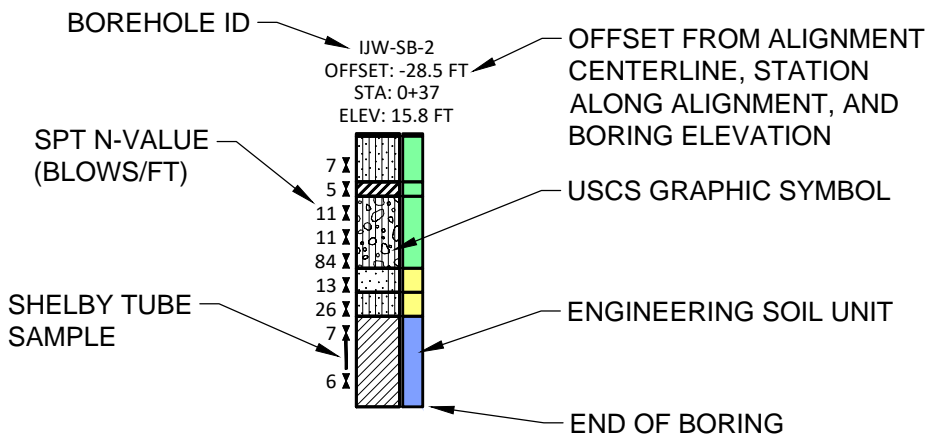 BOREHOLE ID
IJW-SB-2
OFFSET: -28.5 FT
STA: 0+37
ELEV: 15.8 FT
OFFSET FROM ALIGNMENT
CENTERLINE, STATION
ALONG ALIGNMENT, AND
BORING ELEVATION
SPT N-VALUE
(BLOWS/FT)
7
5
11
11
84
13
26
7
6
USCS GRAPHIC SYMBOL
SHELBY TUBE
SAMPLE
ENGINEERING SOIL UNIT
END OF BORING